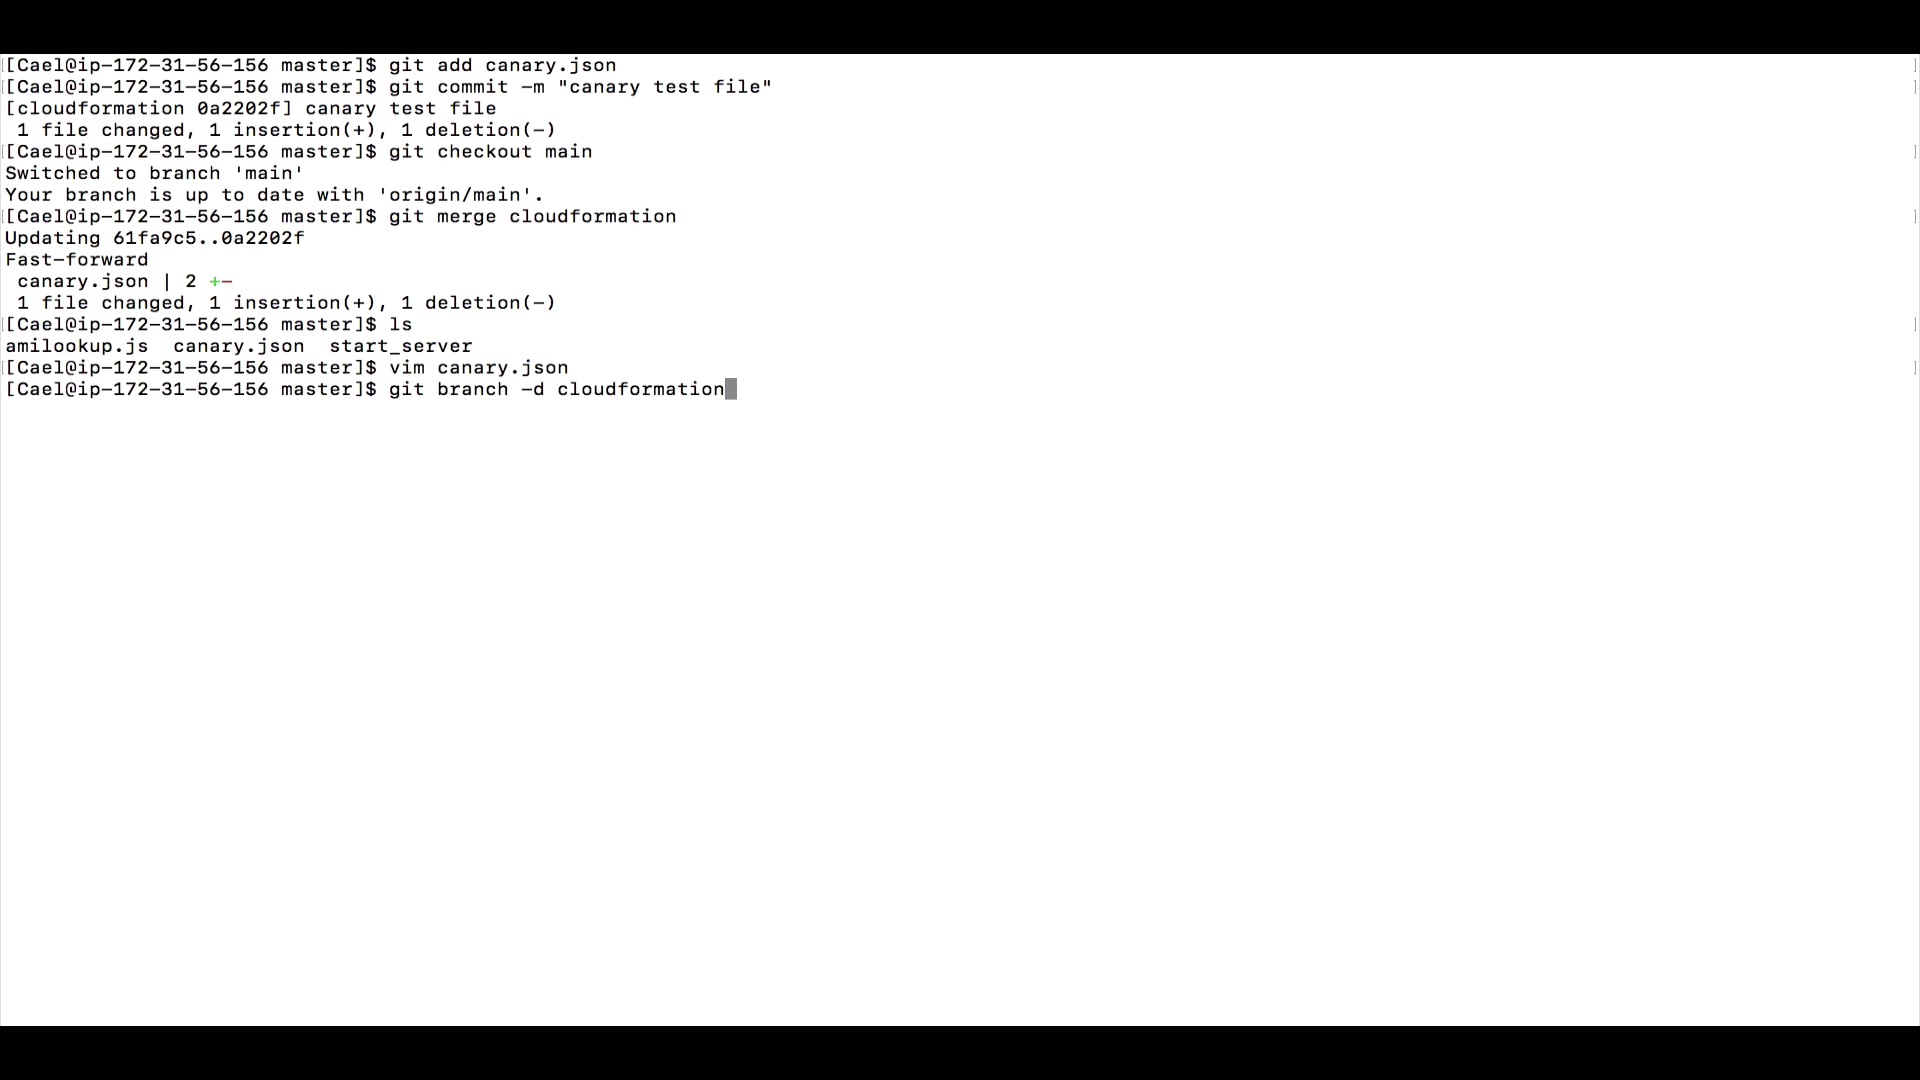 [Cael@ip-172-31-56-156 master]$ git add canary.json
[Cael@ip-172-31-56-156 master]$ git commit -m "canary test file"
[cloudformation 0a2202f] canary test file
 1 file changed, 1 insertion(+), 1 deletion(-)
[Cael@ip-172-31-56-156 master]$ git checkout main
Switched to branch 'main'
Your branch is up to date with 'origin/main'.
[Cael@ip-172-31-56-156 master]$ git merge cloudformation
Updating 61fa9c5..0a2202f
Fast-forward
 canary.json | 2 +-
 1 file changed, 1 insertion(+), 1 deletion(-)
[Cael@ip-172-31-56-156 master]$ ls
amilookup.js  canary.json  start_server
[Cael@ip-172-31-56-156 master]$ vim canary.json
[Cael@ip-172-31-56-156 master]$ git branch -d cloudformation